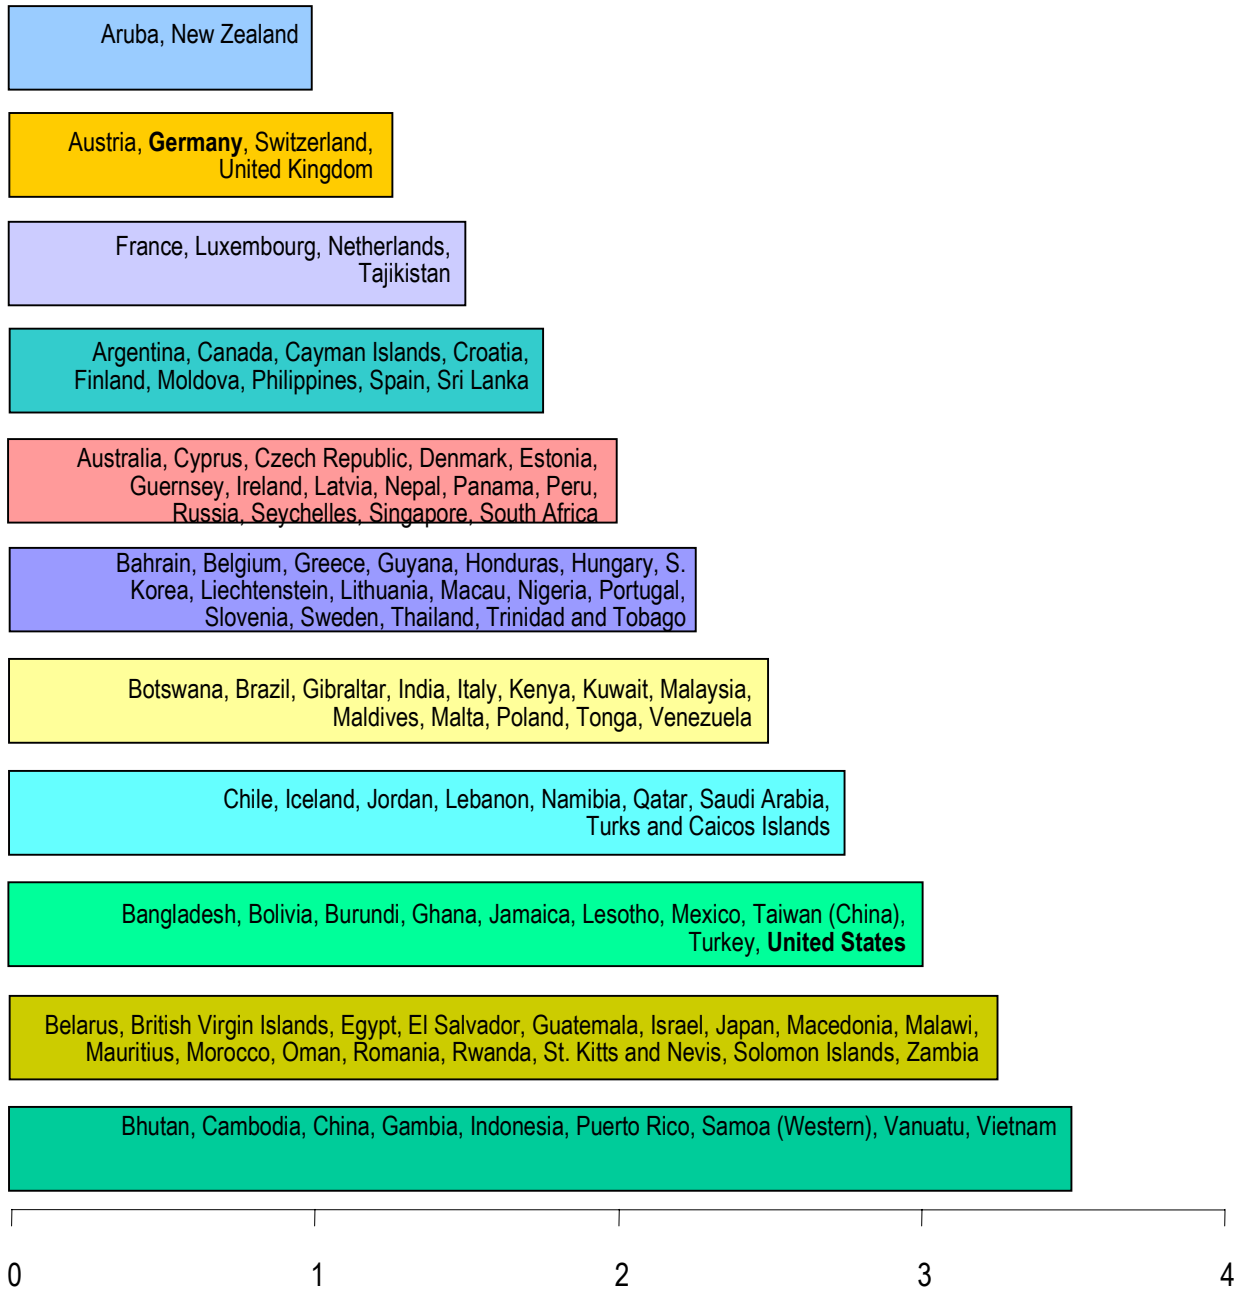 Aruba, New Zealand
Austria, Germany, Switzerland,
United Kingdom
France, Luxembourg, Netherlands,
Tajikistan
Argentina, Canada, Cayman Islands, Croatia,
Finland, Moldova, Philippines, Spain, Sri Lanka
Australia, Cyprus, Czech Republic, Denmark, Estonia,
Guernsey, Ireland, Latvia, Nepal, Panama, Peru,
Russia, Seychelles, Singapore, South Africa
Bahrain, Belgium, Greece, Guyana, Honduras, Hungary, S.
Korea, Liechtenstein, Lithuania, Macau, Nigeria, Portugal,
Slovenia, Sweden, Thailand, Trinidad and Tobago
Botswana, Brazil, Gibraltar, India, Italy, Kenya, Kuwait, Malaysia,
Maldives, Malta, Poland, Tonga, Venezuela
Chile, Iceland, Jordan, Lebanon, Namibia, Qatar, Saudi Arabia,
Turks and Caicos Islands
Bangladesh, Bolivia, Burundi, Ghana, Jamaica, Lesotho, Mexico, Taiwan (China),
Turkey, United States
Belarus, British Virgin Islands, Egypt, El Salvador, Guatemala, Israel, Japan, Macedonia, Malawi,
Mauritius, Morocco, Oman, Romania, Rwanda, St. Kitts and Nevis, Solomon Islands, Zambia
Bhutan, Cambodia, China, Gambia, Indonesia, Puerto Rico, Samoa (Western), Vanuatu, Vietnam
0 1 2 3 4